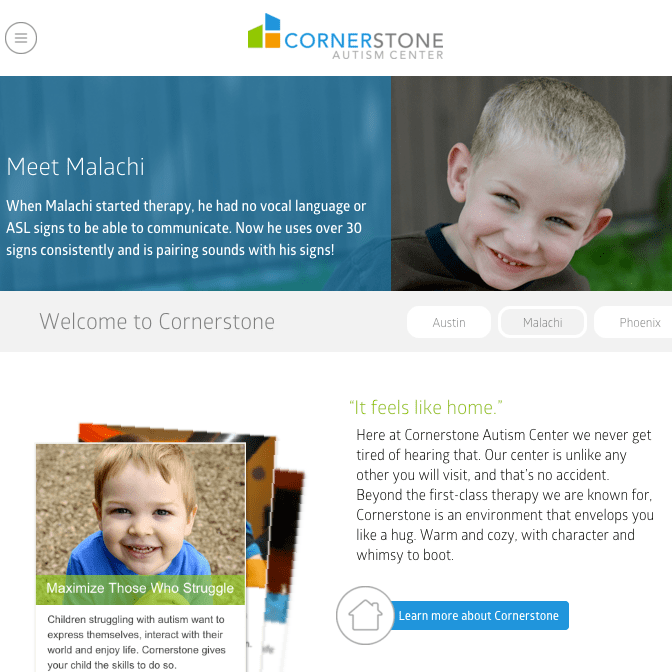 CORNERSTONE
AUTISM CENTER
Meet Malachi
When Malachi started therapy, he had no vocal language or
ASL signs to be able to communicate. Now he uses over 30
signs consistently and is pairing sounds with his signs!
Welcome to Cornerstone
Austin
Malachi
Phoenix
“It feels like home.”
Here at Cornerstone Autism Center we never get
tired of hearing that. Our center is unlike any
other you will visit, and that’s no accident.
Beyond the first-class therapy we are known for,
Cornerstone is an environment that envelops you
like a hug. Warm and cozy, with character and
whimsy to boot.
Learn more about Cornerstone
Maximize Those Who Struggle
Children struggling with autism want to
express themselves, interact with their
world and enjoy life. Cornerstone gives
your child the skills to do so.